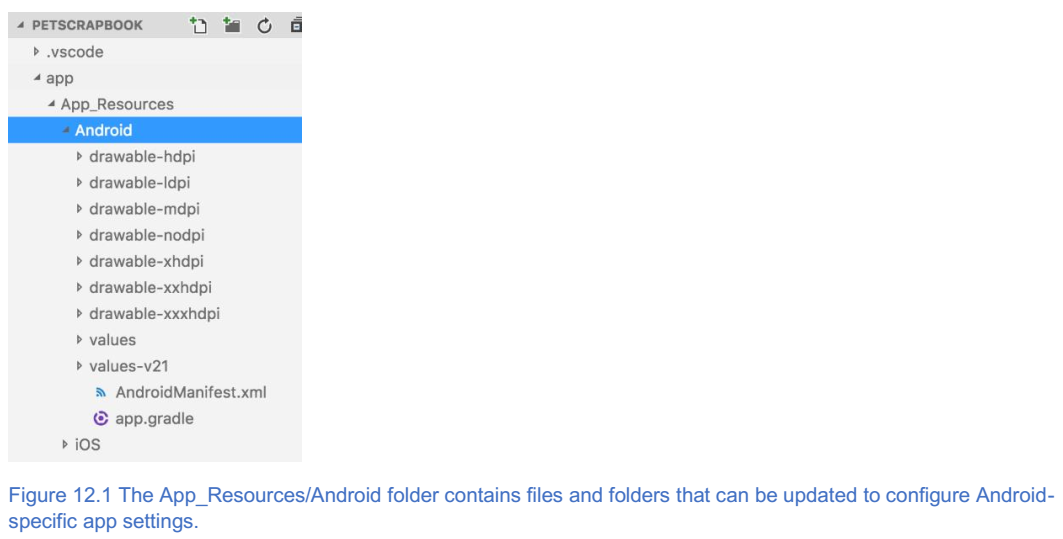 PETSCRAPBOOK
.vscode
app
App_Resources
Android
drawable-hdpi
drawable-ldpi
drawable-mdpi
drawable-nodpi
drawable-xhdpi
drawable-xxhdpi
drawable-xxxhdpi
values
values-v21
AndroidManifest.xml
app.gradle
iOS
Figure 12.1 The App_Resources/Android folder contains files and folders that can be updated to configure Android-
specific app settings.